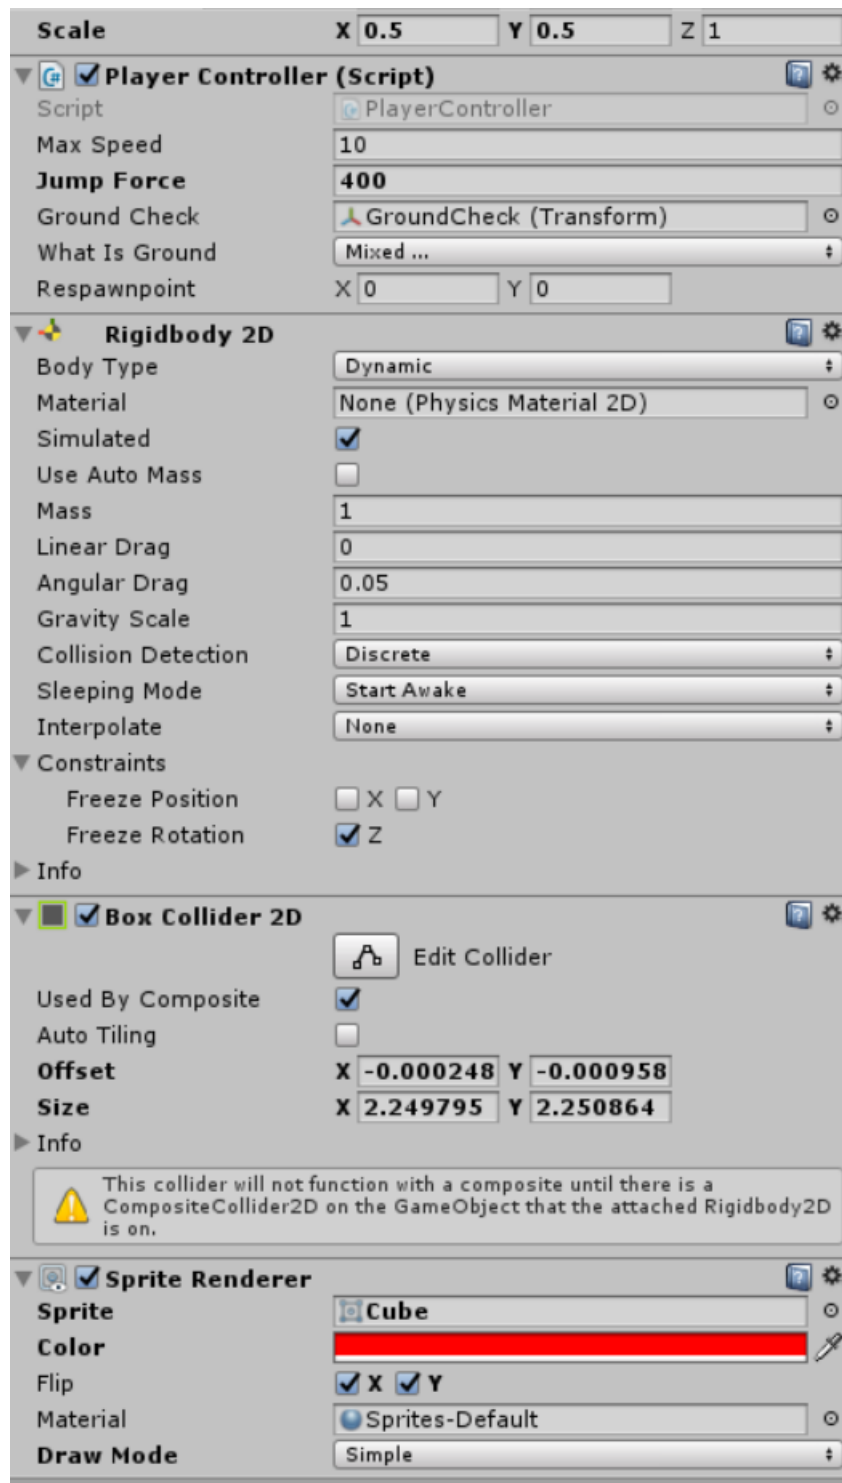 Scale X 0.5 Y 0.5 Z 1
Player Controller (Script)
Script PlayerController
Max Speed 10
Jump Force 400
Ground Check GroundCheck (Transform)
What Is Ground Mixed ...
Respawnpoint X 0 Y 0
Rigidbody 2D
Body Type Dynamic
Material None (Physics Material 2D)
Simulated
Use Auto Mass
Mass 1
Linear Drag 0
Angular Drag 0.05
Gravity Scale 1
Collision Detection Discrete
Sleeping Mode Start Awake
Interpolate None
Constraints
Freeze Position X Y
Freeze Rotation Z
Info
Box Collider 2D
Edit Collider
Used By Composite
Auto Tiling
Offset X -0.000248 Y -0.000958
Size X 2.249795 Y 2.250864
Info
This collider will not function with a composite until there is a
CompositeCollider2D on the GameObject that the attached Rigidbody2D
is on.
Sprite Renderer
Sprite Cube
Color
Flip X Y
Material Sprites-Default
Draw Mode Simple